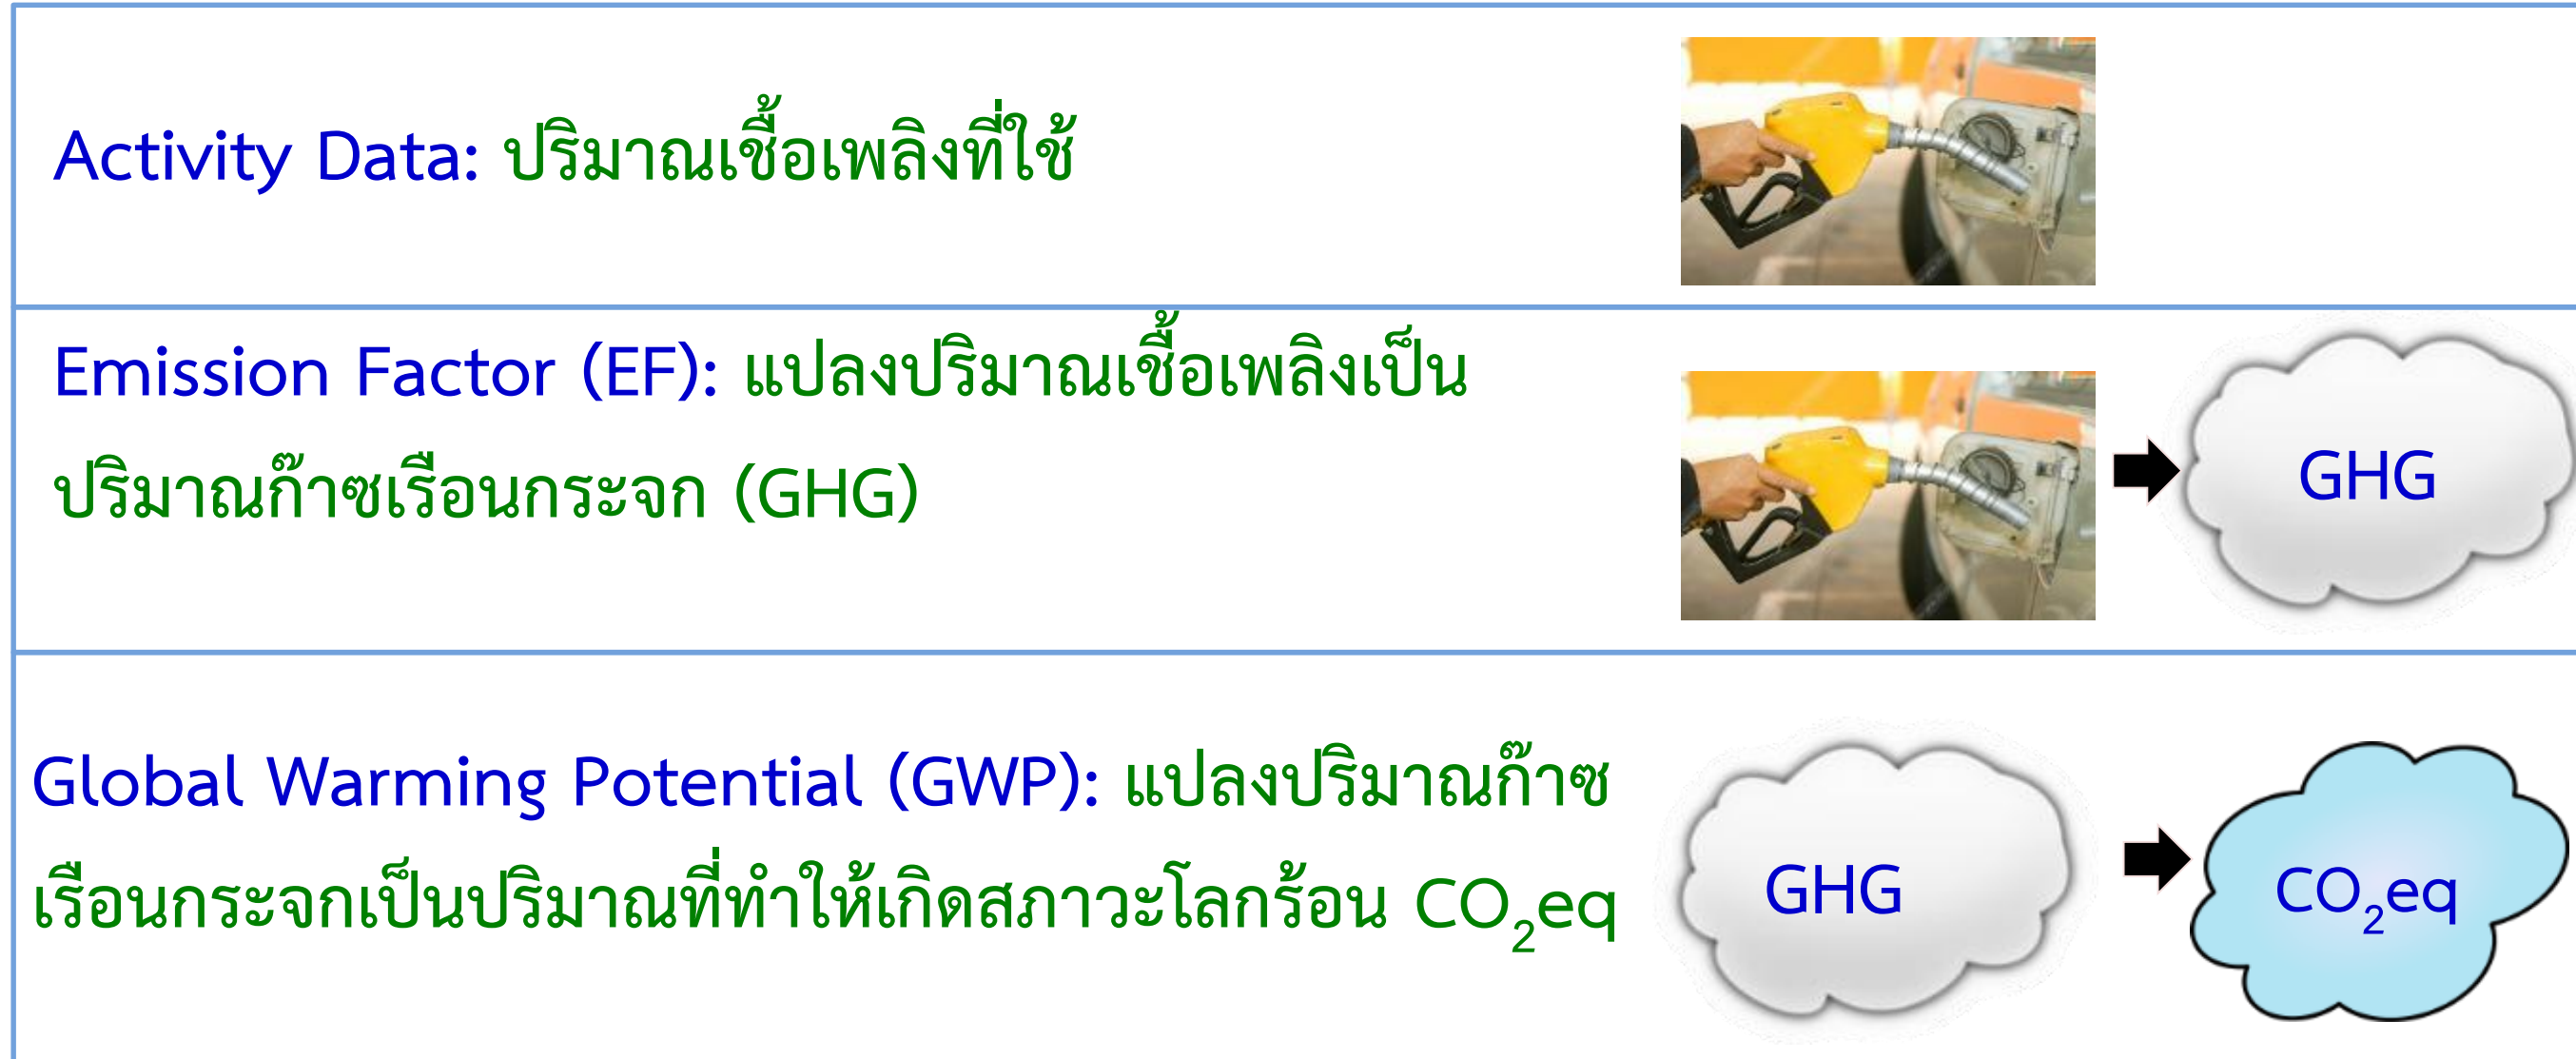 Activity Data: ปริมาณเชื้อเพลิงที่ใช้
Emission Factor (EF): แปลงปริมาณเชื้อเพลิงเป็น
ปริมาณก๊าซเรือนกระจก (GHG)
GHG
Global Warming Potential (GWP): แปลงปริมาณก๊าซ
เรือนกระจกเป็นปริมาณที่ทำให้เกิดสภาวะโลกร้อน CO₂eq
GHG
CO₂eq